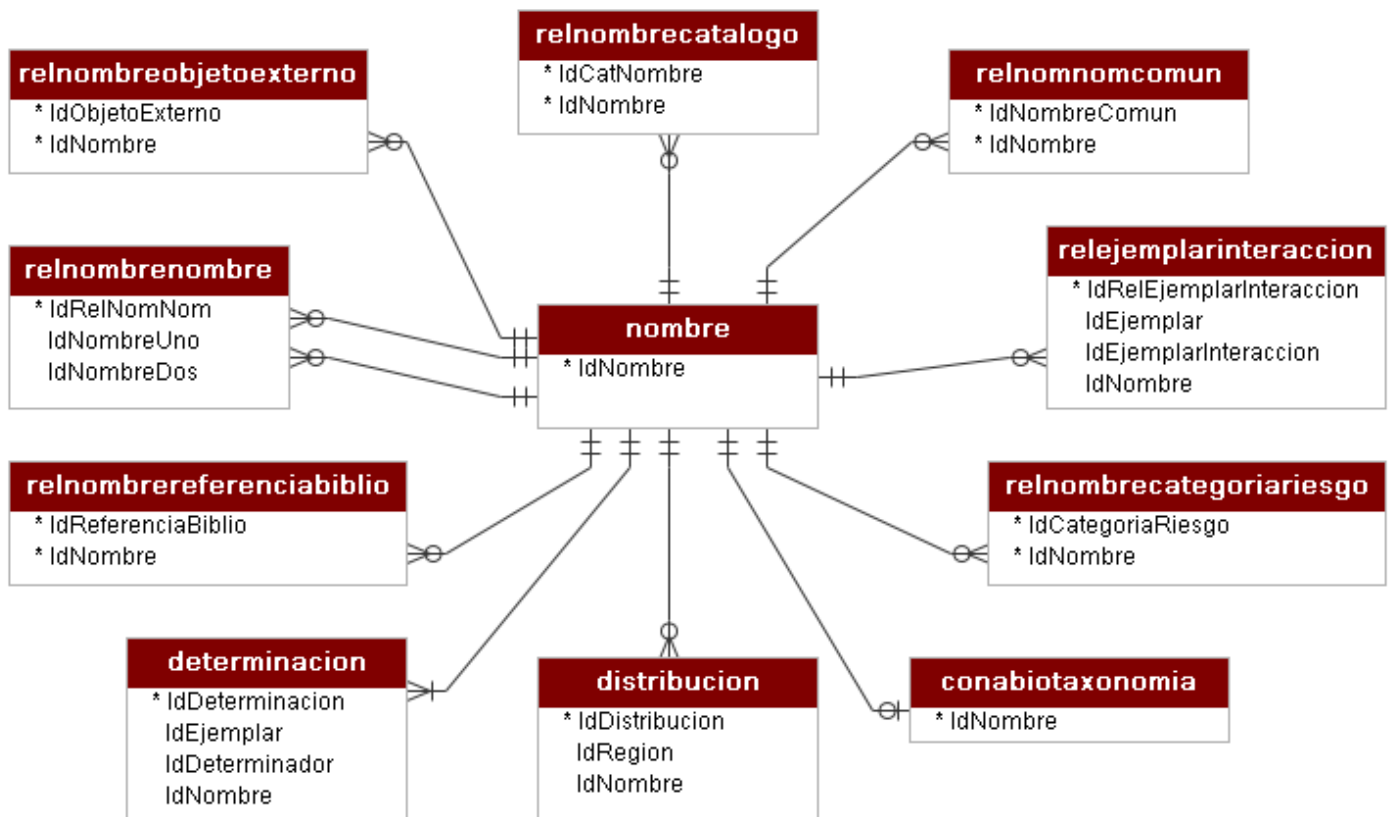 relnombreobjetoexterno
* IdObjetoExterno
* IdNombre
relnombrecatalogo
* IdCatNombre
* IdNombre
relnomnomcomun
* IdNombreComun
* IdNombre
relnombrenombre
* IdRelNomNom
IdNombreUno
IdNombreDos
nombre
* IdNombre
relejemplarinteraccion
* IdRelEjemplarInteraccion
IdEjemplar
IdEjemplarInteraccion
IdNombre
relnombrereferenciabiblio
* IdReferenciaBiblio
* IdNombre
relnombrecategoriariesgo
* IdCategoriaRiesgo
* IdNombre
determinacion
* IdDeterminacion
IdEjemplar
IdDeterminador
IdNombre
distribucion
* IdDistribucion
IdRegion
IdNombre
conabiotaxonomia
* IdNombre